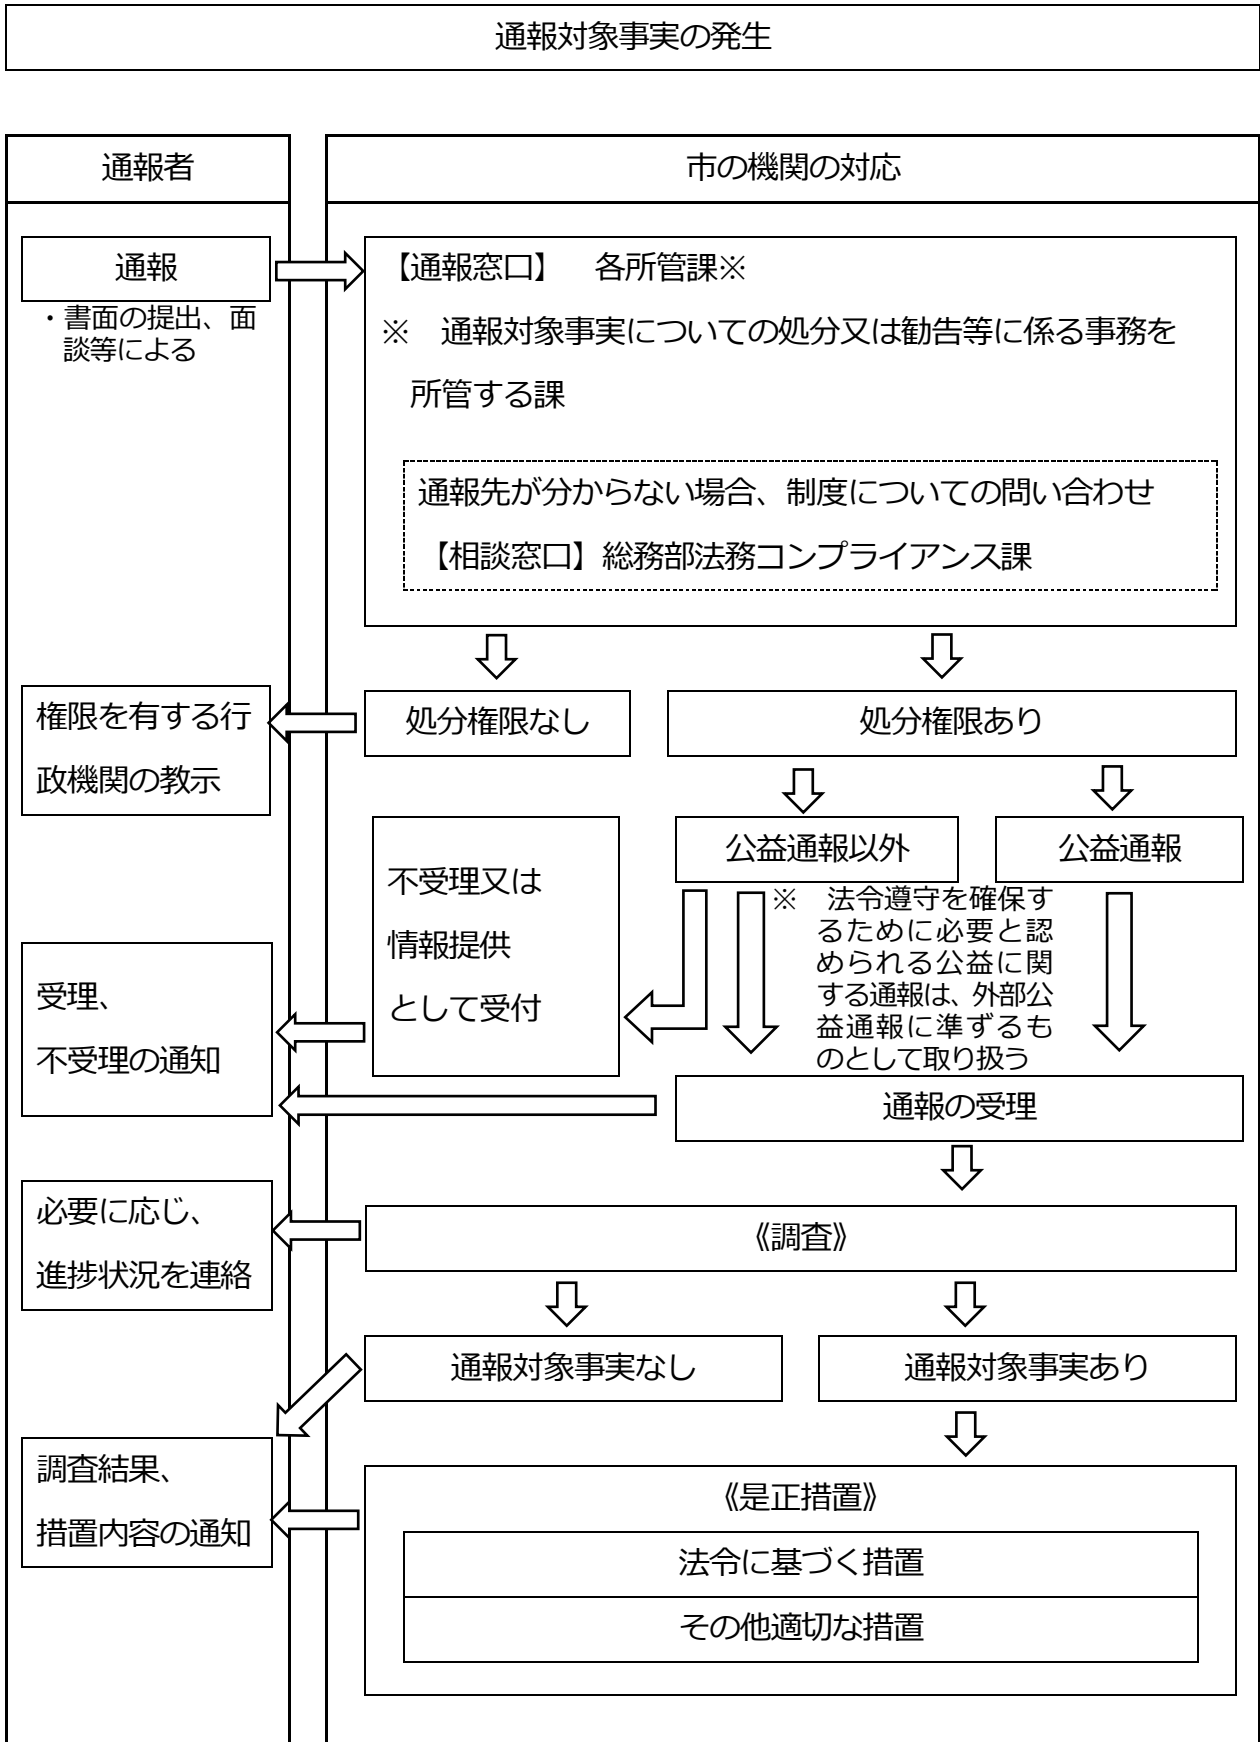 通報対象事実の発生
通報者
市の機関の対応
通報
・書面の提出、面
談等による
【通報窓口】　各所管課※
※　通報対象事実についての処分又は勧告等に係る事務を
所管する課
通報先が分からない場合、制度についての問い合わせ
【相談窓口】総務部法務コンプライアンス課
権限を有する行
政機関の教示
処分権限なし
処分権限あり
不受理又は
情報提供
として受付
公益通報以外
公益通報
※　法令遵守を確保す
るために必要と認
められる公益に関
する通報は、外部公
益通報に準ずるも
のとして取り扱う
受理、
不受理の通知
通報の受理
必要に応じ、
進捗状況を連絡
《調査》
通報対象事実なし
通報対象事実あり
調査結果、
措置内容の通知
《是正措置》
法令に基づく措置
その他適切な措置